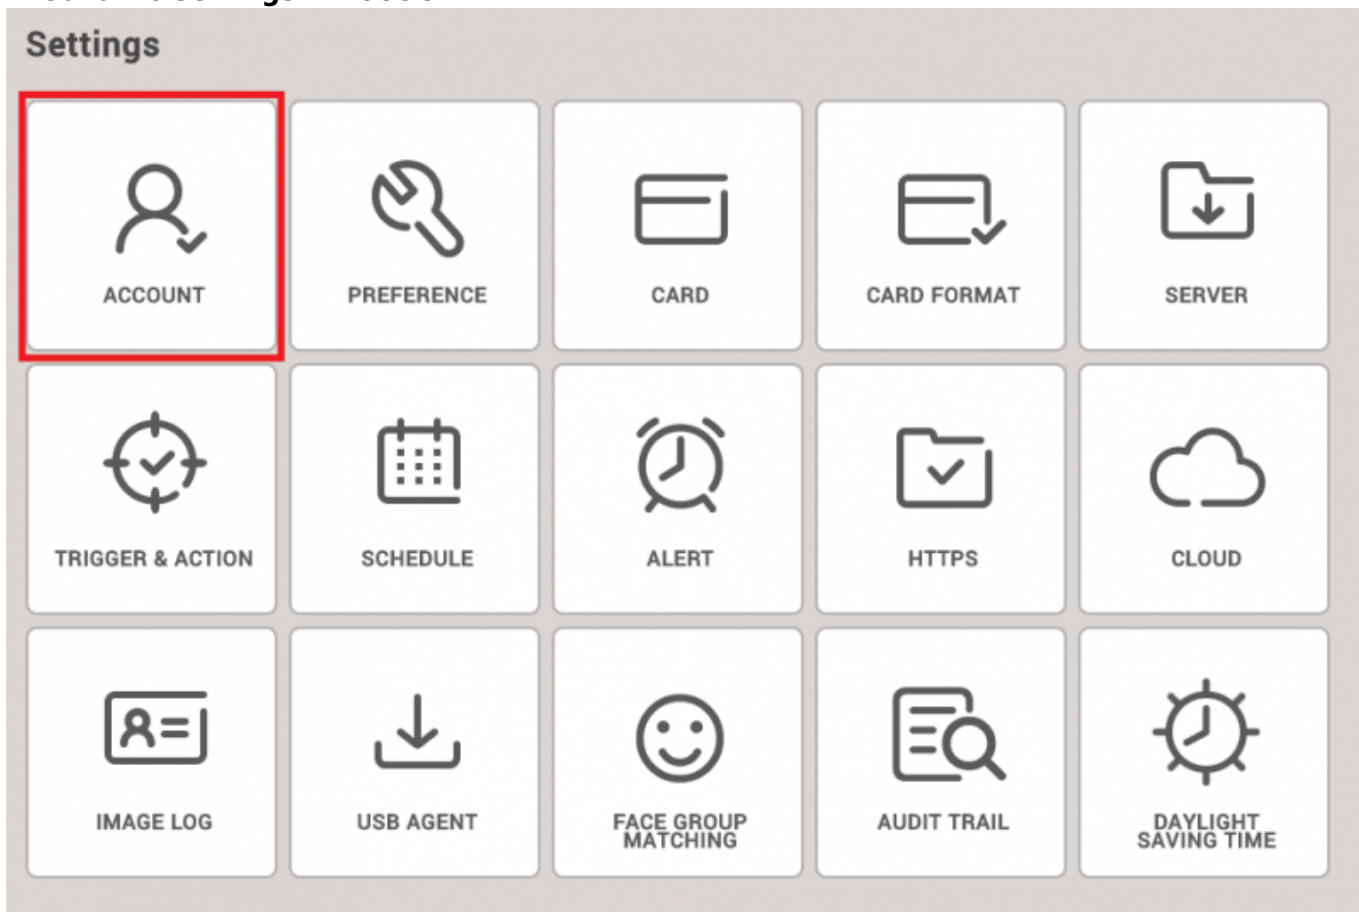 Settings
ACCOUNT
PREFERENCE
CARD
CARD FORMAT
SERVER
TRIGGER & ACTION
SCHEDULE
ALERT
HTTPS
CLOUD
IMAGE LOG
USB AGENT
FACE GROUP
MATCHING
AUDIT TRAIL
DAYLIGHT
SAVING TIME